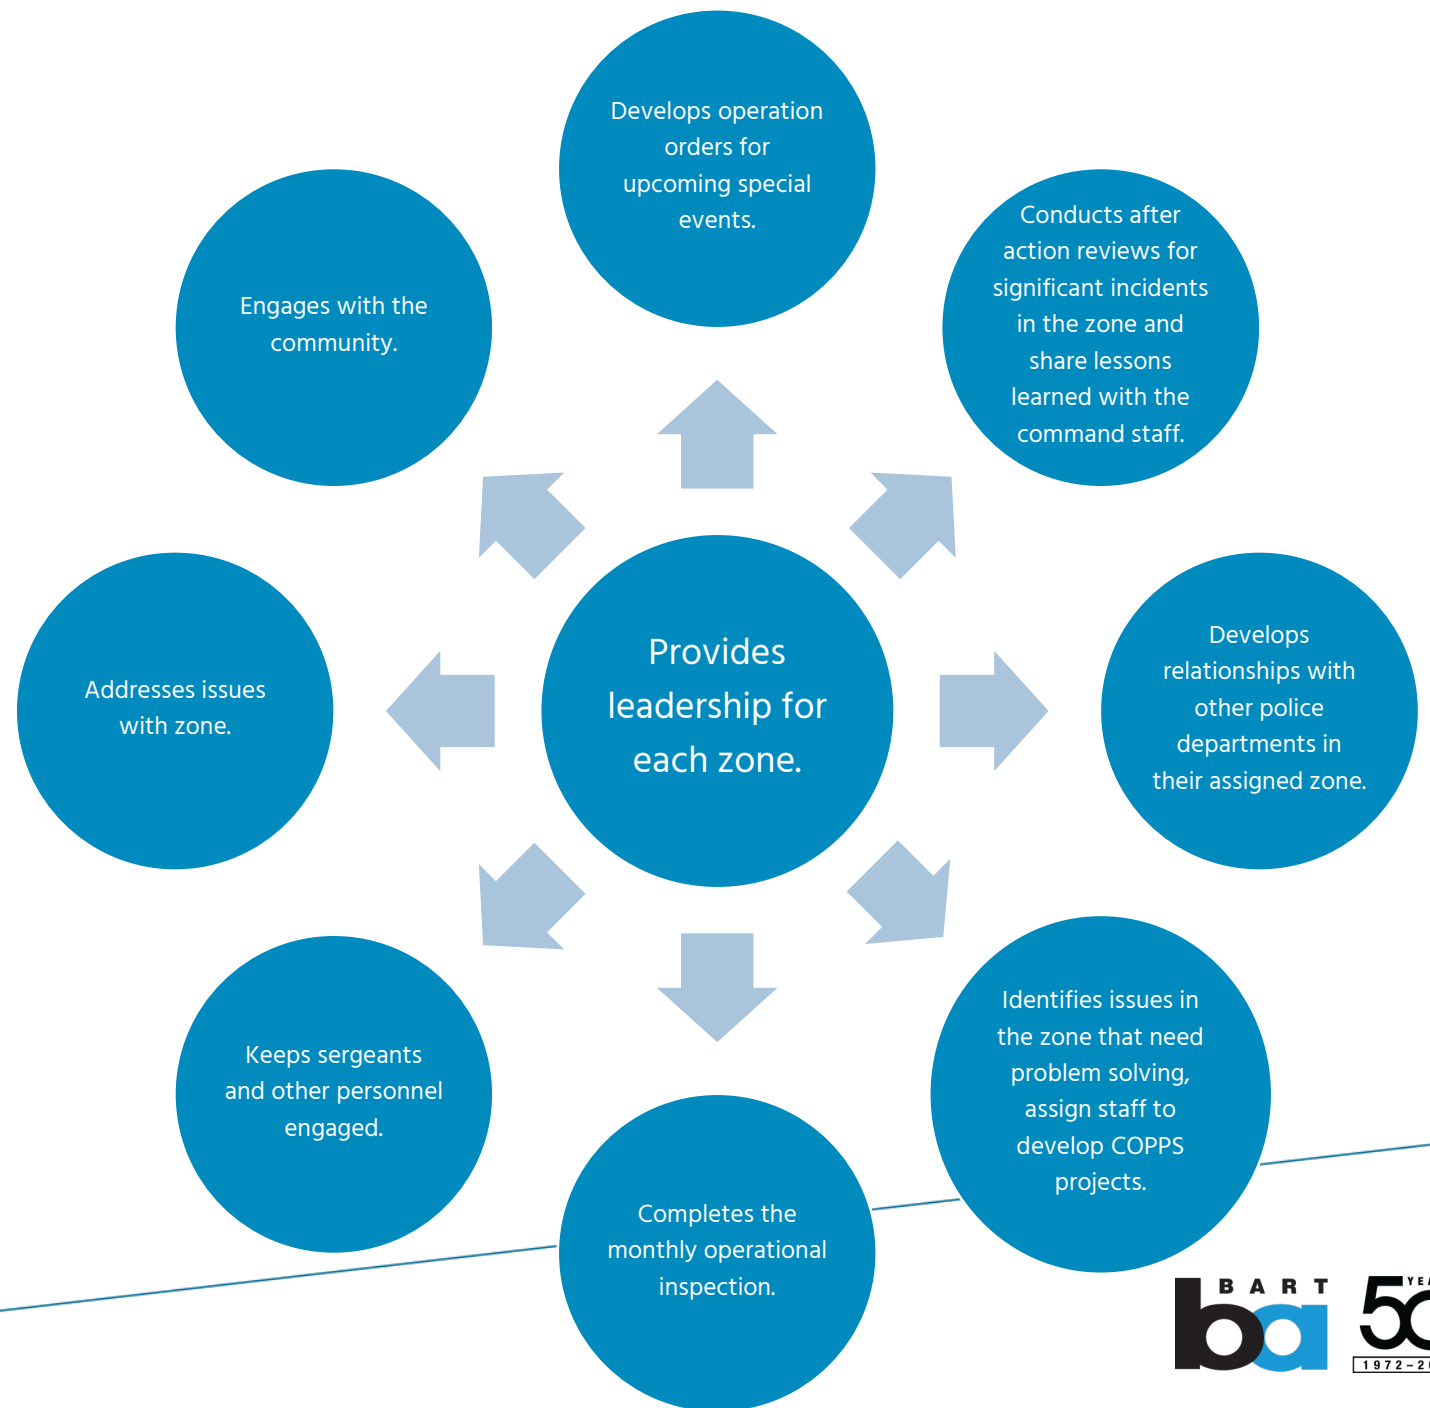 Develops operation
orders for
upcoming special
events.
Conducts after
action reviews for
significant incidents
in the zone and
share lessons
learned with the
command staff.
Engages with the
community.
Provides
leadership for
each zone.
Develops
relationships with
other police
departments in
their assigned zone.
Addresses issues
with zone.
Identifies issues in
the zone that need
problem solving,
assign staff to
develop COPPS
projects.
Keeps sergeants
and other personnel
engaged.
Completes the
monthly operational
inspection.
BART
ba